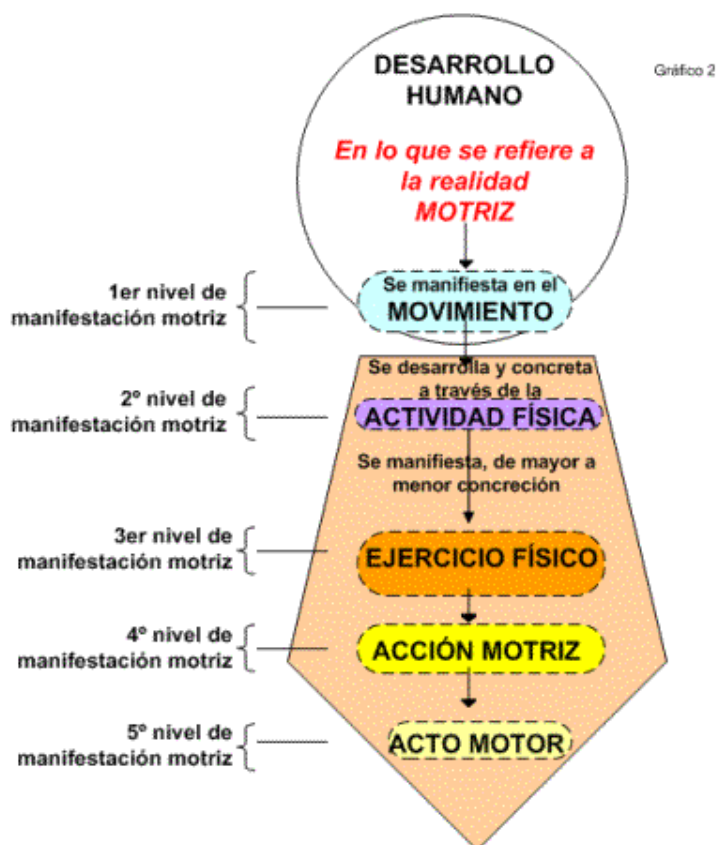 DESARROLLO
HUMANO
Gráfico 2
En lo que se refiere a
la realidad
MOTRIZ
1er nivel de
manifestación motriz
Se manifiesta en el
MOVIMIENTO
Se desarrolla y concreta
a través de la
2º nivel de
manifestación motriz
ACTIVIDAD FÍSICA
Se manifiesta, de mayor a
menor concreción
3er nivel de
manifestación motriz
EJERCICIO FÍSICO
4º nivel de
manifestación motriz
ACCIÓN MOTRIZ
5º nivel de
manifestación motriz
ACTO MOTOR